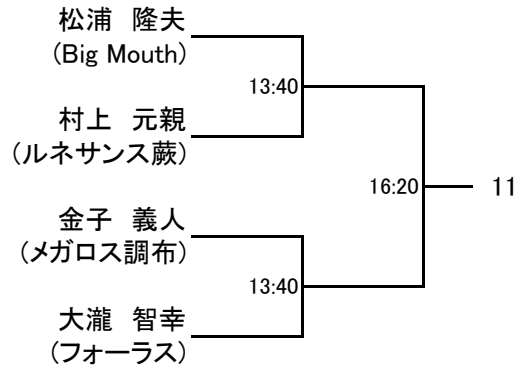 松浦　隆夫
(Big Mouth)
13:40
村上　元親
(ルネサンス蕨)
16:20
11
金子　義人
(メガロス調布)
13:40
大瀧　智幸
(フォーラス)